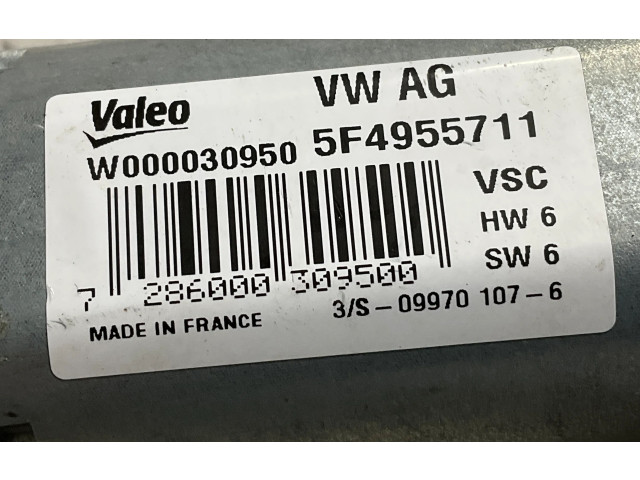 Valeo VW AG
W000030950 5F4955711
VSC
HW 6
SW 6
7 286000 309500
3/S-09970 107-6
MADE IN FRANCE